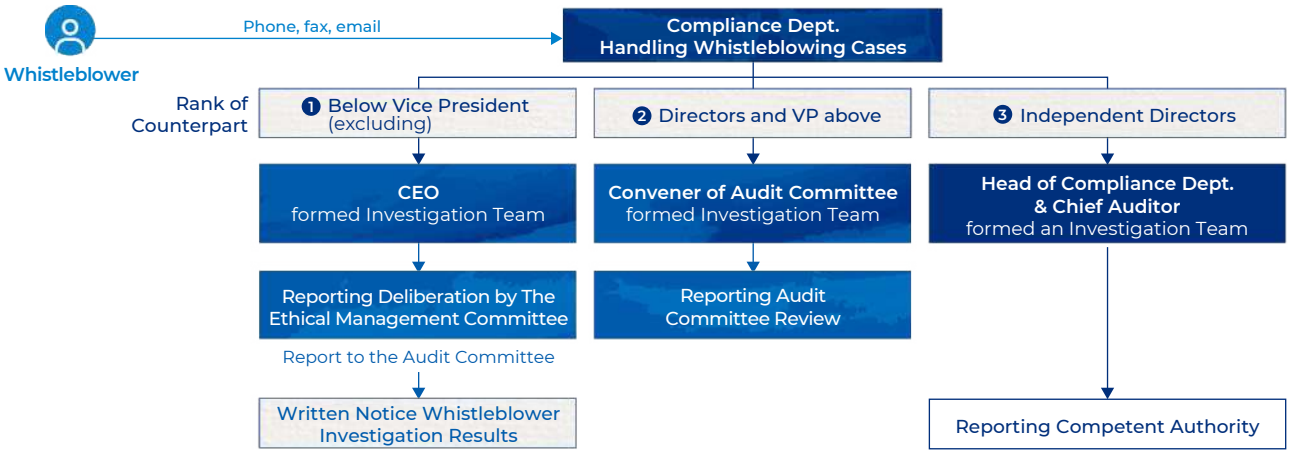 Phone, fax, email
Whistleblower
Compliance Dept.
Handling Whistleblowing Cases
Rank of
Counterpart
1 Below Vice President
(excluding)
2 Directors and VP above
3 Independent Directors
CEO
formed Investigation Team
Convener of Audit Committee
formed Investigation Team
Head of Compliance Dept.
& Chief Auditor
formed an Investigation Team
Reporting Deliberation by The
Ethical Management Committee
Reporting Audit
Committee Review
Report to the Audit Committee
Written Notice Whistleblower
Investigation Results
Reporting Competent Authority